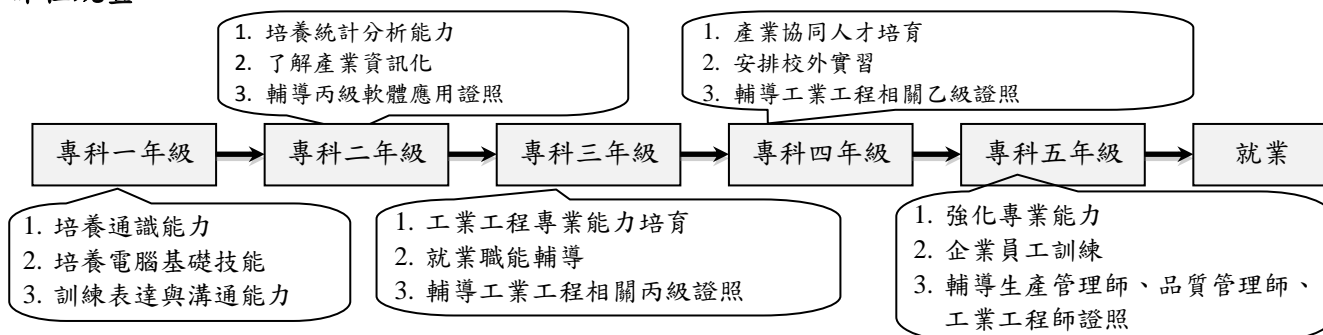 1. 培養統計分析能力
2. 了解產業資訊化
3. 輔導丙級軟體應用證照
1. 產業協同人才培育
2. 安排校外實習
3. 輔導工業工程相關乙級證照
專科一年級
專科二年級
專科三年級
專科四年級
專科五年級
就業
1. 培養通識能力
2. 培養電腦基礎技能
3. 訓練表達與溝通能力
1. 工業工程專業能力培育
2. 就業職能輔導
3. 輔導工業工程相關丙級證照
1. 強化專業能力
2. 企業員工訓練
3. 輔導生產管理師、品質管理師、
工業工程師證照